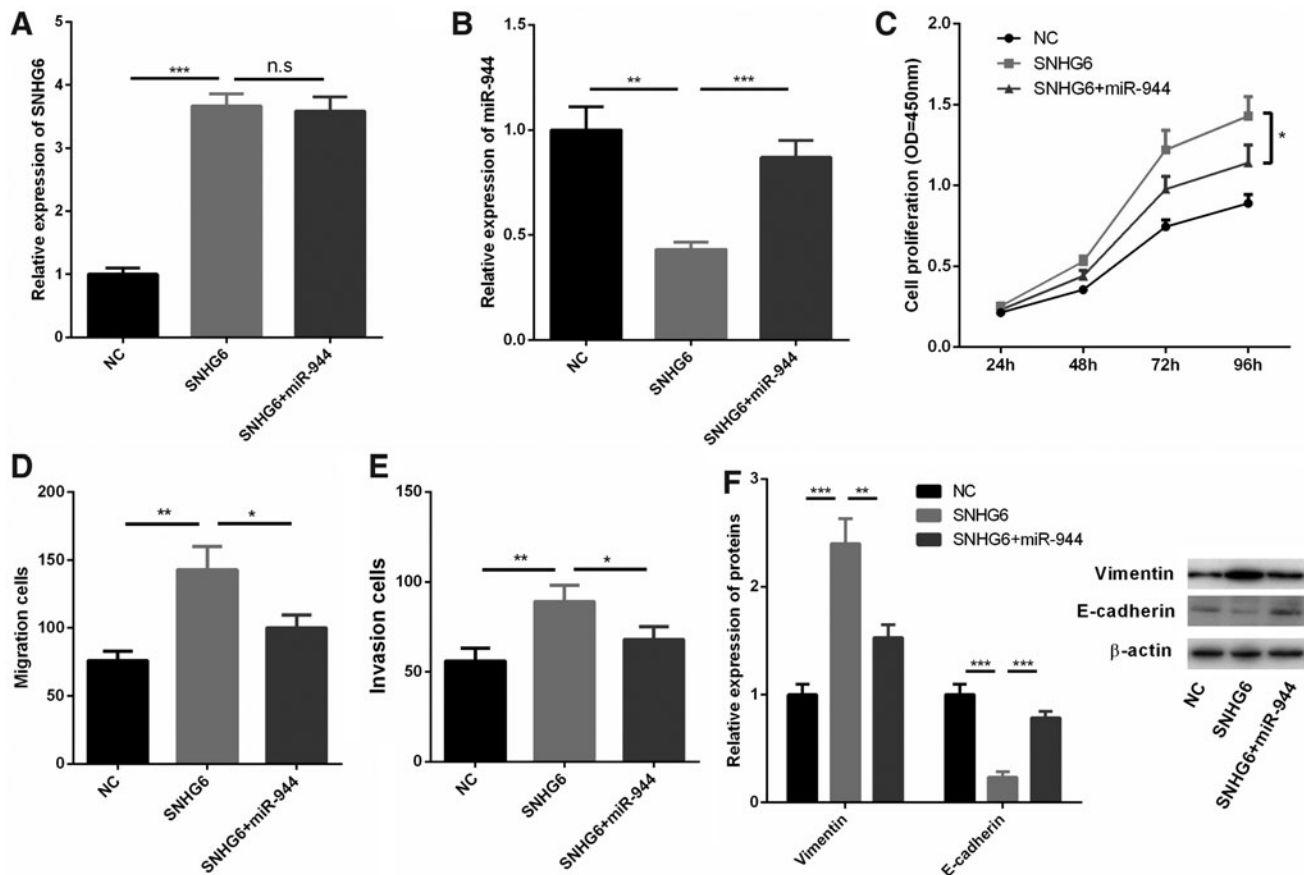 A
Relative expression of SNHG6
5
4
3
2
1
0
***
n.s
NC
SNHG6
SNHG6+miR-944
B
Relative expression of miR-944
1.5
1.0
0.5
0.0
**
***
NC
SNHG6
SNHG6+miR-944
C
Cell proliferation (OD=450nm)
2.0
1.5
1.0
0.5
0.0
NC
SNHG6
SNHG6+miR-944
*
24h 48h 72h 96h
D
Migration cells
200
150
100
50
0
**
*
NC
SNHG6
SNHG6+miR-944
E
Invasion cells
150
100
50
0
**
*
NC
SNHG6
SNHG6+miR-944
F
Relative expression of proteins
3
2
1
0
*** **
*** ***
NC
SNHG6
SNHG6+miR-944
Vimentin
E-cadherin
Vimentin
E-cadherin
β-actin
NC
SNHG6
SNHG6+miR-944